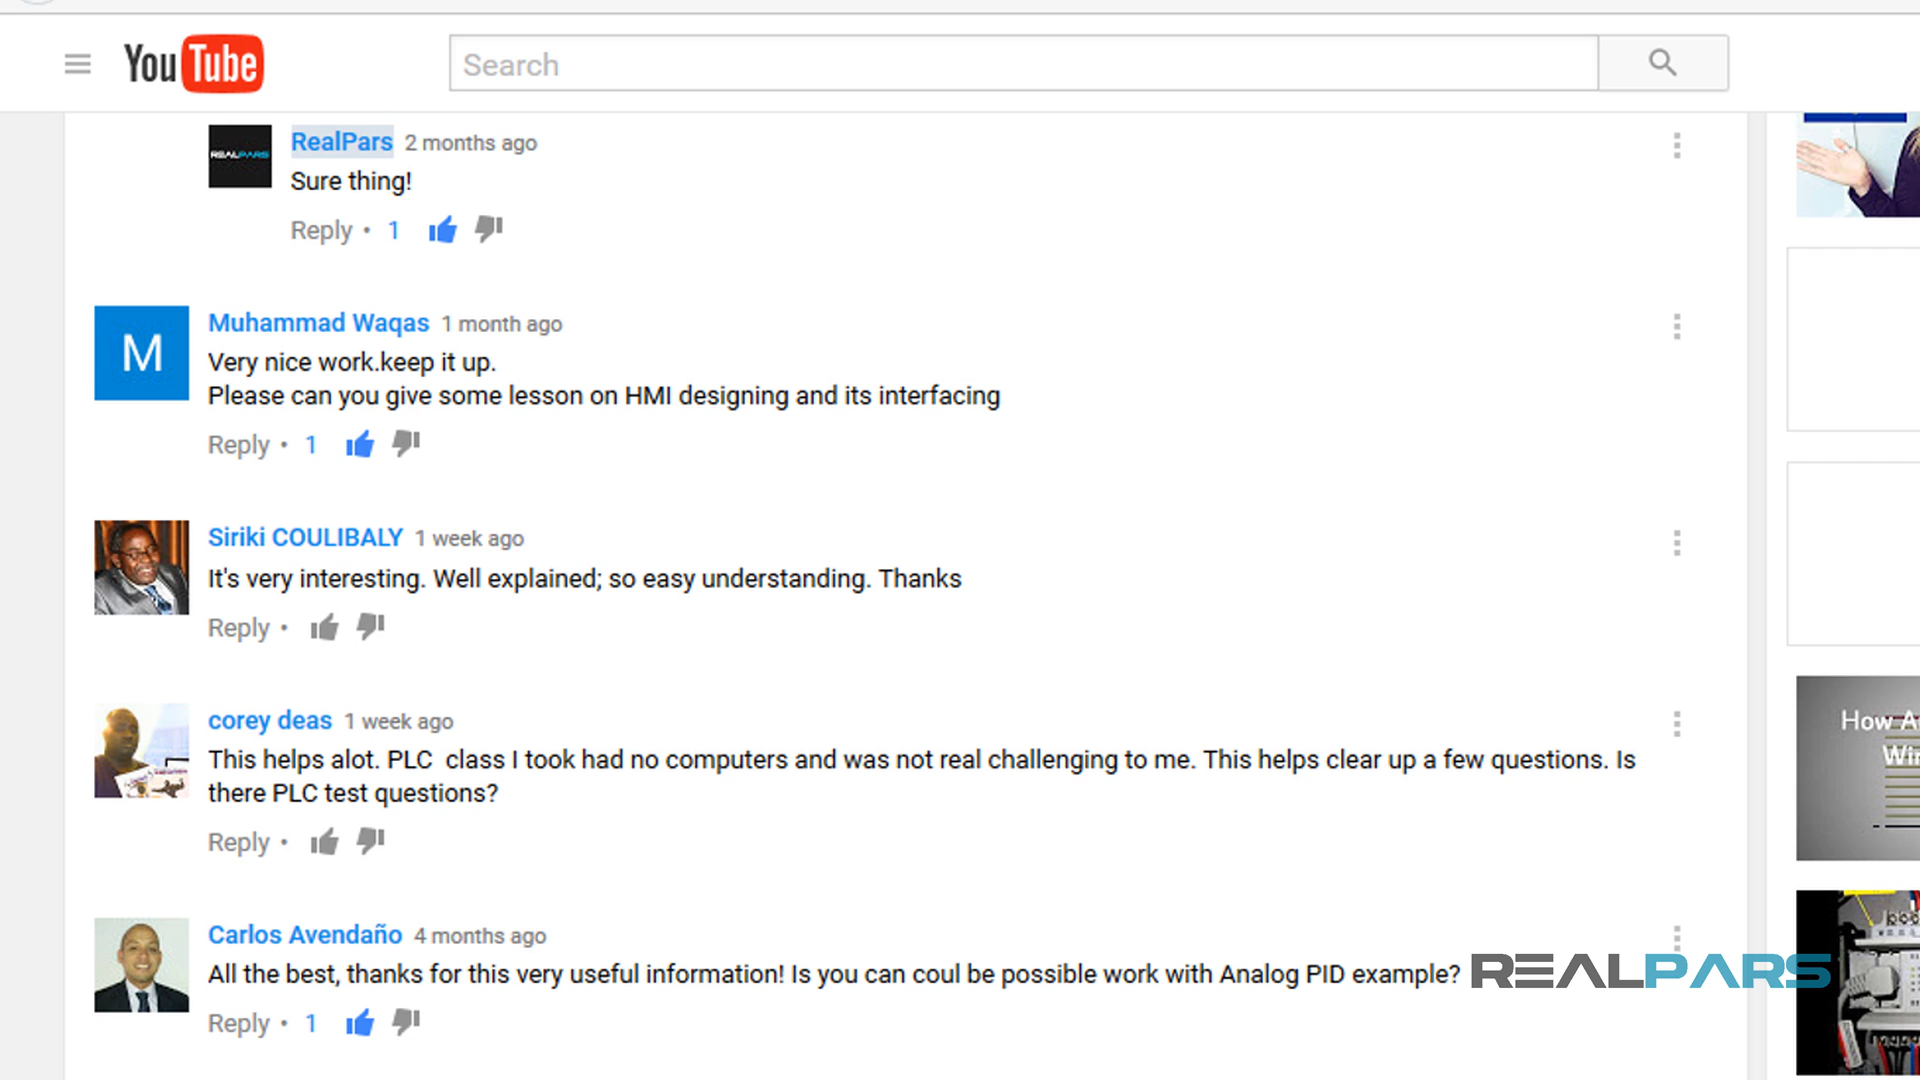 YouTube
Search
REALPARS
RealPars 2 months ago
Sure thing!
Reply • 1
M
Muhammad Waqas 1 month ago
Very nice work.keep it up.
Please can you give some lesson on HMI designing and its interfacing
Reply • 1
Siriki COULIBALY 1 week ago
It's very interesting. Well explained; so easy understanding. Thanks
Reply •
corey deas 1 week ago
This helps alot. PLC  class I took had no computers and was not real challenging to me. This helps clear up a few questions. Is
there PLC test questions?
Reply •
How A
Wir
Carlos Avendaño 4 months ago
All the best, thanks for this very useful information! Is you can coul be possible work with Analog PID example?
REALPARS
Reply • 1